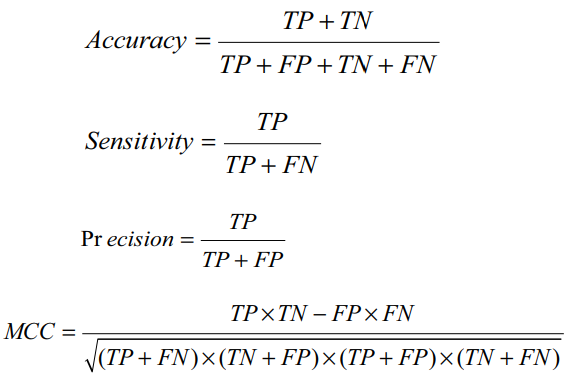 Accuracy = (TP + TN) / (TP + FP + TN + FN)
Sensitivity = TP / (TP + FN)
Pr ecision = TP / (TP + FP)
MCC = (TP × TN − FP × FN) / √((TP + FN) × (TN + FP) × (TP + FP) × (TN + FN))